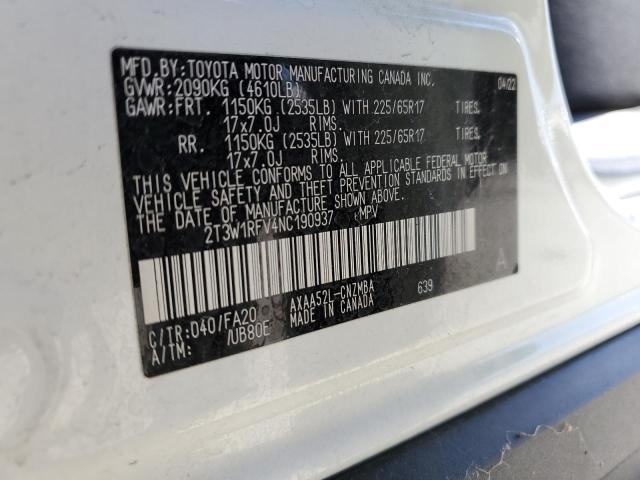 MFD.BY:TOYOTA MOTOR MANUFACTURING CANADA INC. 04/22
GVWR:2090KG (4610LB)
GAWR:FRT. 1150KG (2535LB) WITH 225/65R17 TIRES,
17x7.0J RIMS.
RR. 1150KG (2535LB) WITH 225/65R17 TIRES,
17x7.0J RIMS.
THIS VEHICLE CONFORMS TO ALL APPLICABLE FEDERAL MOTOR
VEHICLE SAFETY AND THEFT PREVENTION STANDARDS IN EFFECT ON
THE DATE OF MANUFACTURE SHOWN ABOVE.
2T3W1RFV4NC190937 MPV
C/TR:040/FA20 AXAA52L-CNZMBA 639 A
A/TM: /UB80E MADE IN CANADA